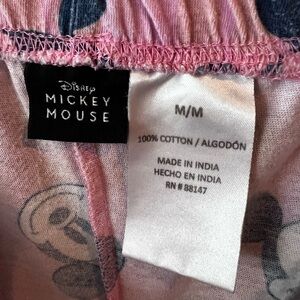 Disney
MICKEY
MOUSE
M/M
100% COTTON / ALGODÓN
MADE IN INDIA
HECHO EN INDIA
RN # 88147